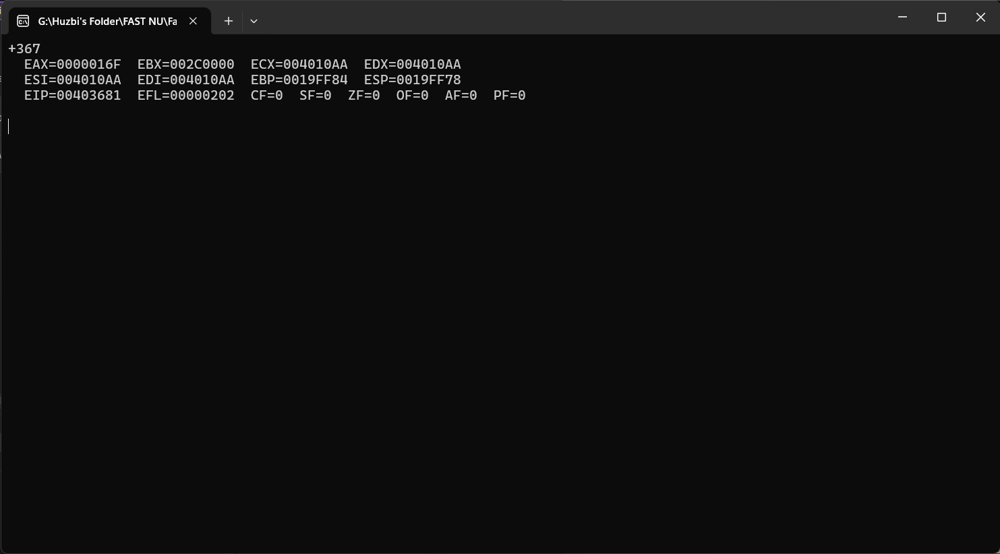 G:\Huzbi's Folder\FAST NU\Fa
+367
EAX=0000016F  EBX=002C0000  ECX=004010AA  EDX=004010AA
ESI=004010AA  EDI=004010AA  EBP=0019FF84  ESP=0019FF78
EIP=00403681  EFL=00000202  CF=0  SF=0  ZF=0  OF=0  AF=0  PF=0